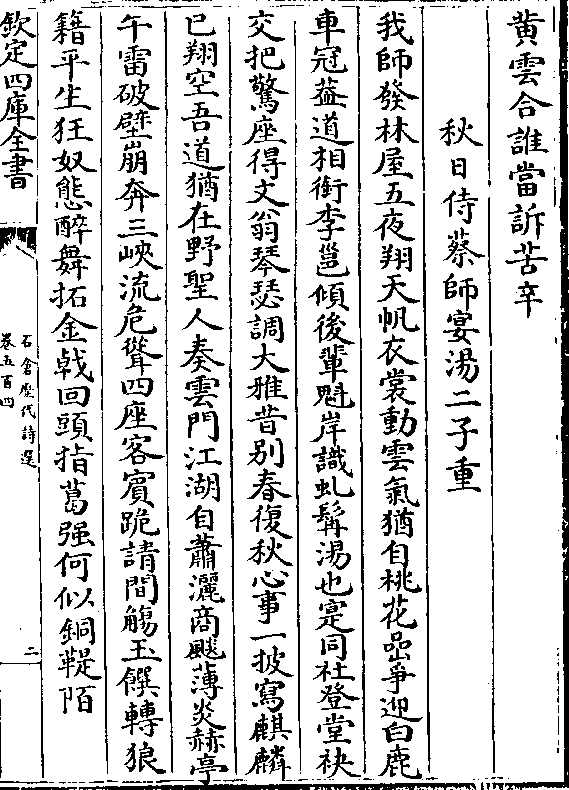 黄雲合誰當訴苦辛
秋日侍蔡師宴湯二子重
我師發林屋五夜翔天帆衣裳動雲氣猶自桃花嵒爭迎白鹿
車冠葢道相銜李邕傾後輩魁岸識虬髯湯也寔同社登堂袂
交把驚座得丈翁琴瑟調大雅昔別春復秋心事一披寫麒麟
已翔空吾道猶在野聖人奏雲門江湖自蕭灑商飈薄炎赫亭
午雷破壁崩奔三峽流危聳四座客賓跪請間觴玉饌轉狼
籍平生狂奴態醉舞拓金㦸回頭指葛强何似銅鞮陌
欽定四庫全書
石倉歷代詩選
卷五百四
二